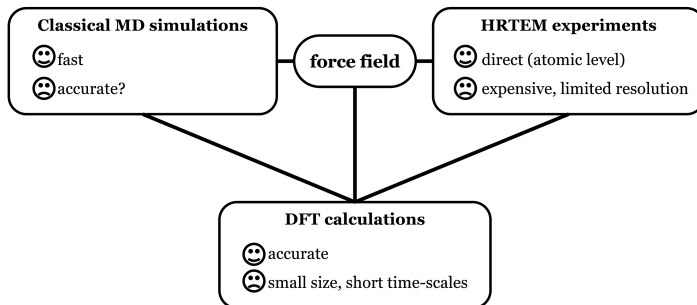 Classical MD simulations
fast
accurate?
force field
HRTEM experiments
direct (atomic level)
expensive, limited resolution
DFT calculations
accurate
small size, short time-scales